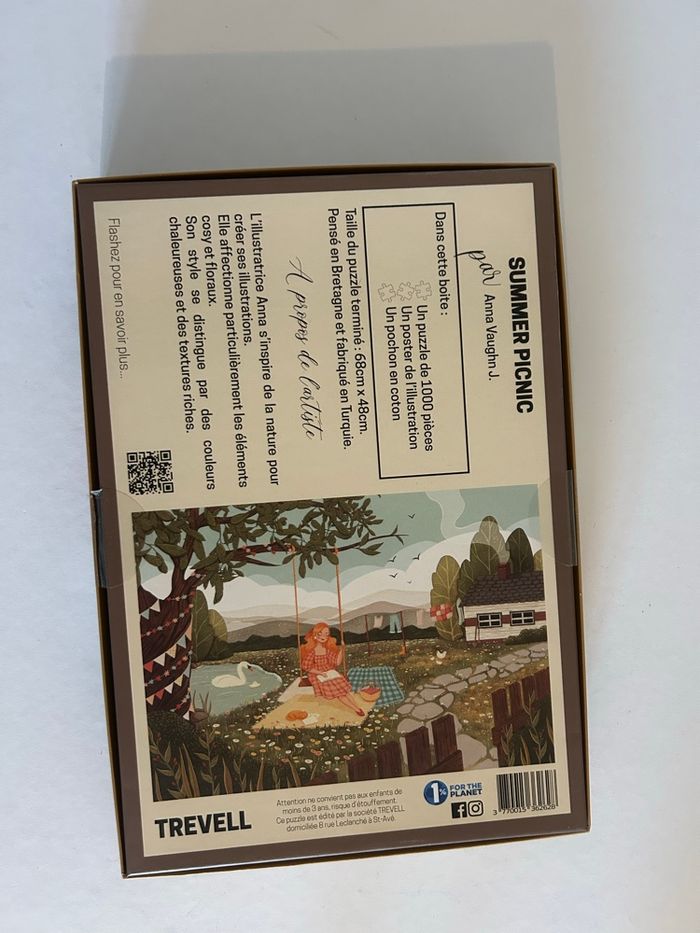 SUMMER PICNIC
par Anna Vaughn J.
Dans cette boite :
Un puzzle de 1000 pièces
Un poster de l'illustration
Un pochon en coton
Taille du puzzle terminé : 68cm x 48cm.
Pensé en Bretagne et fabriqué en Turquie.
A propos de l'artiste
L'illustratrice Anna s'inspire de la nature pour
créer ses illustrations.
Elle affectionne particulièrement les éléments
cosy et floraux.
Son style se distingue par des couleurs
chaleureuses et des textures riches.
Flashez pour en savoir plus...
TREVELL
Attention ne convient pas aux enfants de
moins de 3 ans, risque d'étouffement.
Ce puzzle est édité par la société TREVELL
domiciliée 8 rue Leclanché à St-Avé.
1% FOR THE
PLANET
3 770015 362628